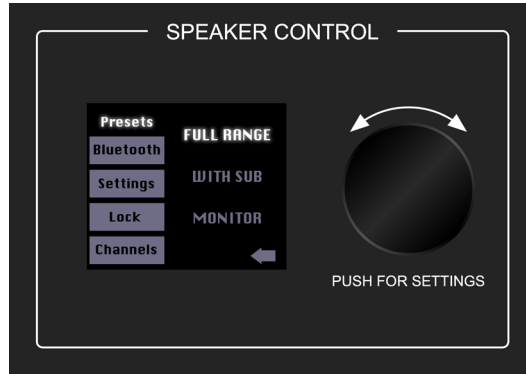 SPEAKER CONTROL
Presets
Bluetooth
Settings
Lock
Channels
FULL RANGE
WITH SUB
MONITOR
PUSH FOR SETTINGS